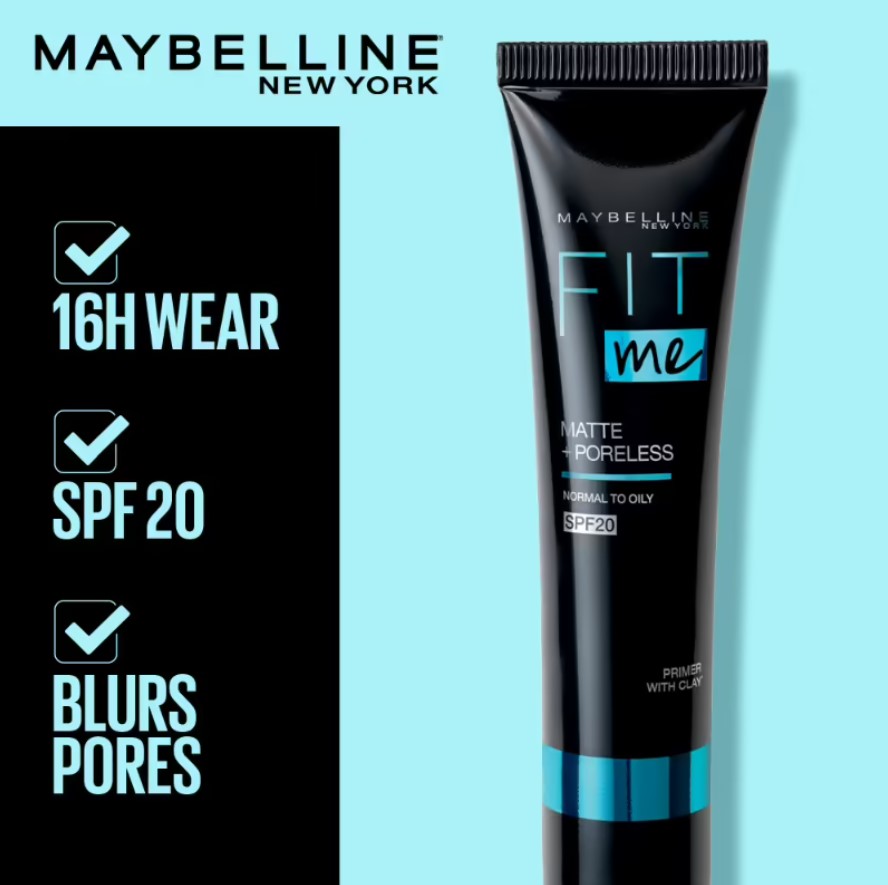 MAYBELLINE
NEW YORK
16H WEAR
SPF 20
BLURS
PORES
MAYBELLINE
NEW YORK
FIT
me
MATTE
+ PORELESS
NORMAL TO OILY
SPF20
PRIMER
WITH CLAY